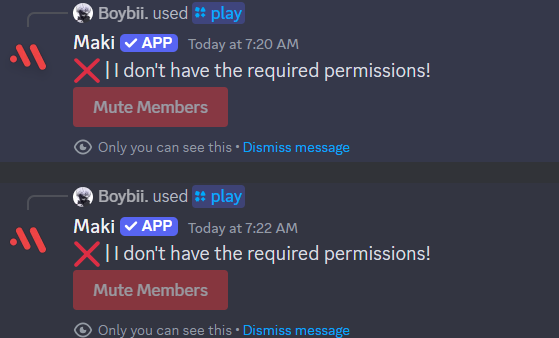 Boybii. used play
Maki ✓ APP Today at 7:20 AM
❌ | I don't have the required permissions!
Mute Members
Only you can see this • Dismiss message
Boybii. used play
Maki ✓ APP Today at 7:22 AM
❌ | I don't have the required permissions!
Mute Members
Only you can see this • Dismiss message